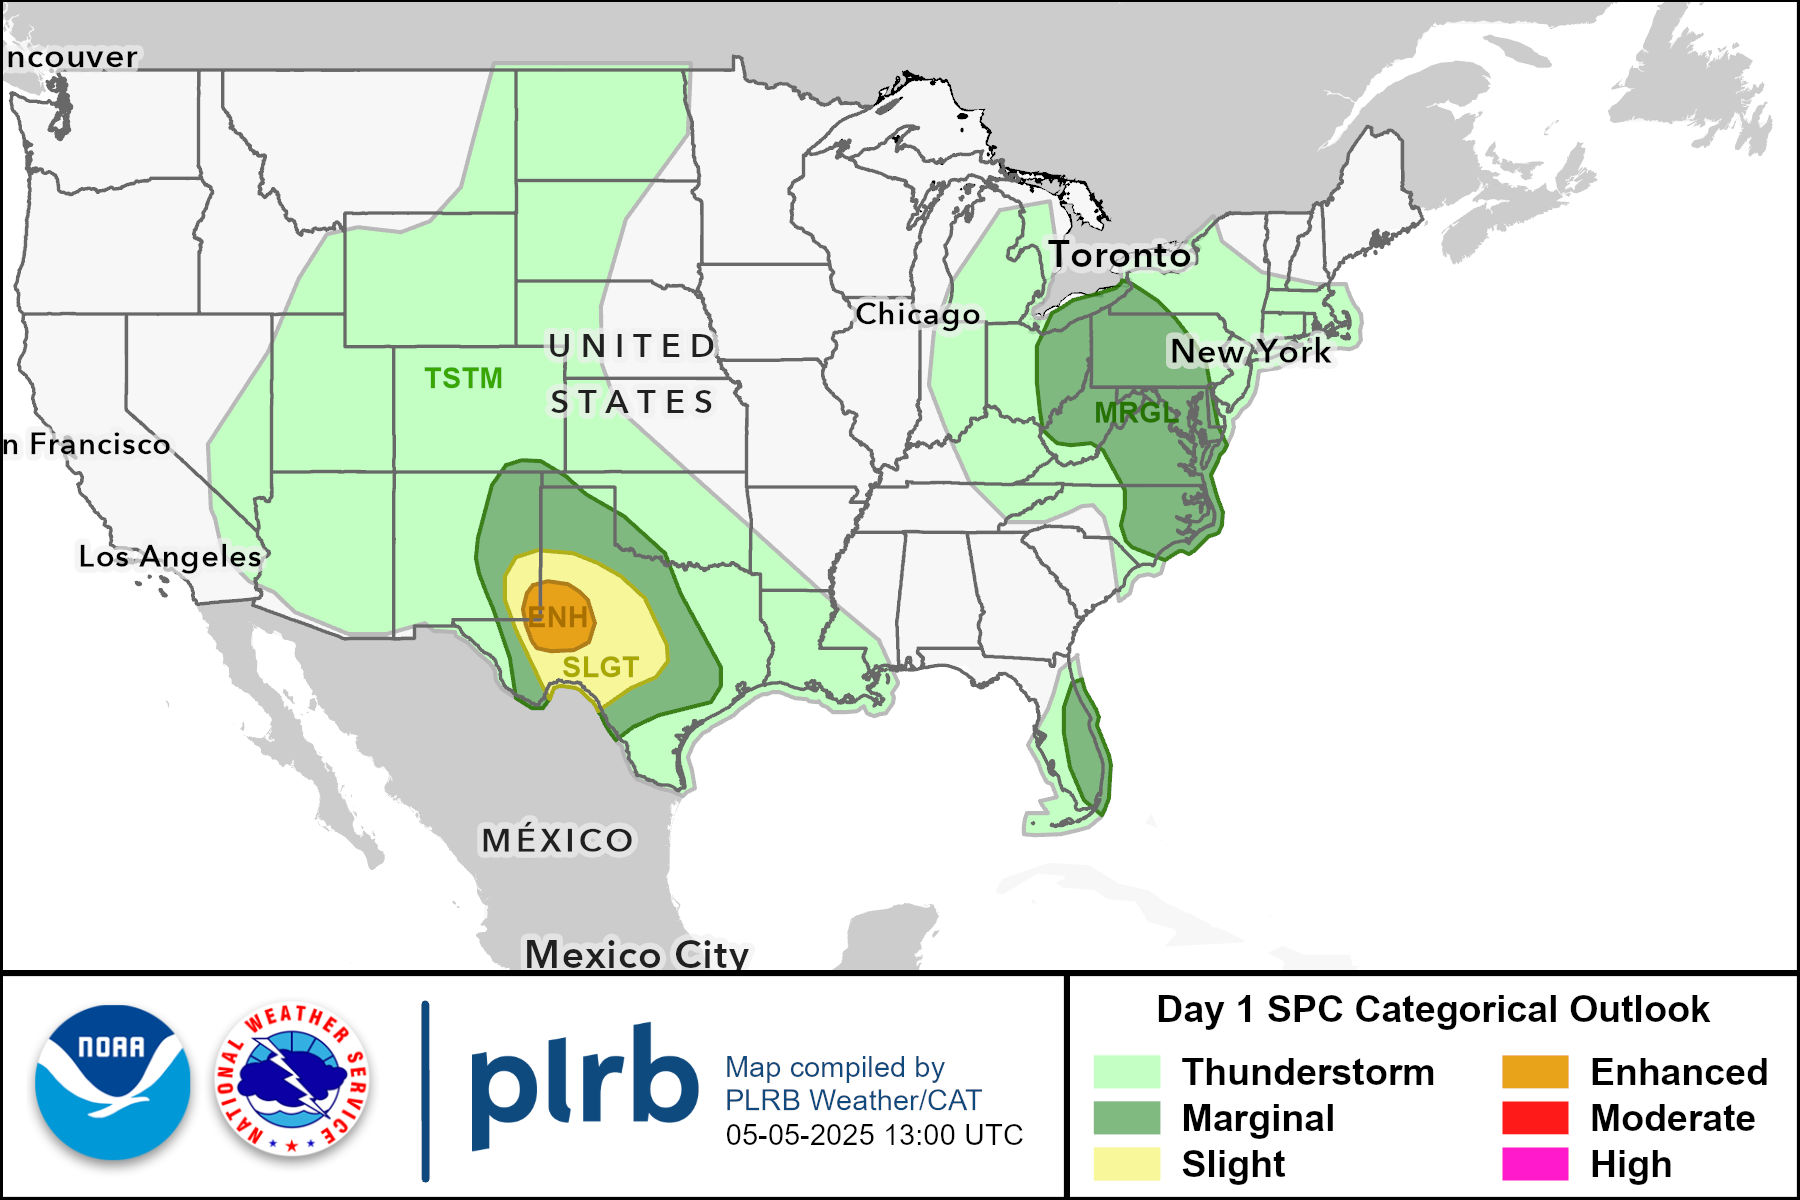 ncouver
Toronto
Chicago
UNITED
STATES
New York
TSTM
MRGL
n Francisco
Los Angeles
ENH
SLGT
MÉXICO
Mexico City
NOAA
NATIONAL WEATHER SERVICE
plrb
Map compiled by
PLRB Weather/CAT
05-05-2025 13:00 UTC
Day 1 SPC Categorical Outlook
Thunderstorm
Marginal
Slight
Enhanced
Moderate
High